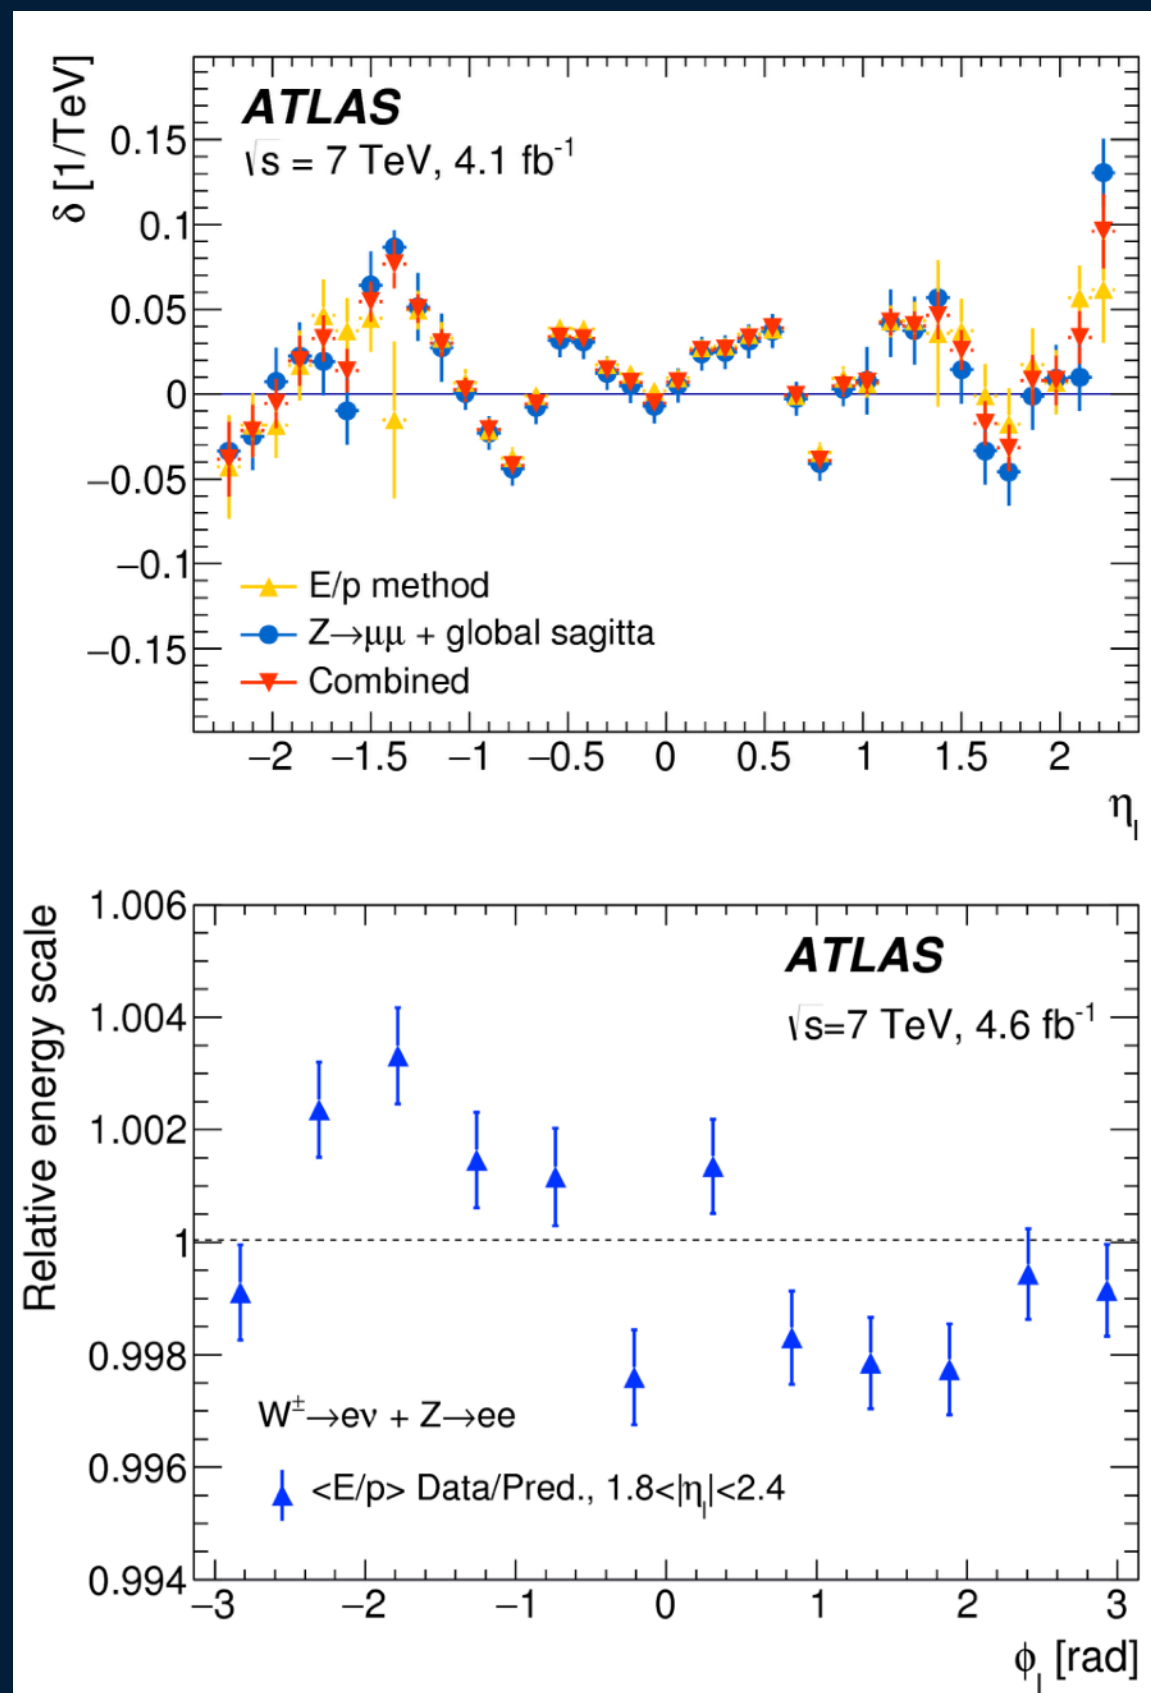 δ [1/TeV]
ATLAS
√s = 7 TeV, 4.1 fb⁻¹
0.15
0.1
0.05
0
−0.05
−0.1
−0.15
E/p method
Z→μμ + global sagitta
Combined
−2 −1.5 −1 −0.5 0 0.5 1 1.5 2
ηₗ
Relative energy scale
1.006
1.004
1.002
1
0.998
0.996
0.994
ATLAS
√s=7 TeV, 4.6 fb⁻¹
W±→eν + Z→ee
<E/p> Data/Pred., 1.8<|ηₗ|<2.4
−3 −2 −1 0 1 2 3
ϕₗ [rad]